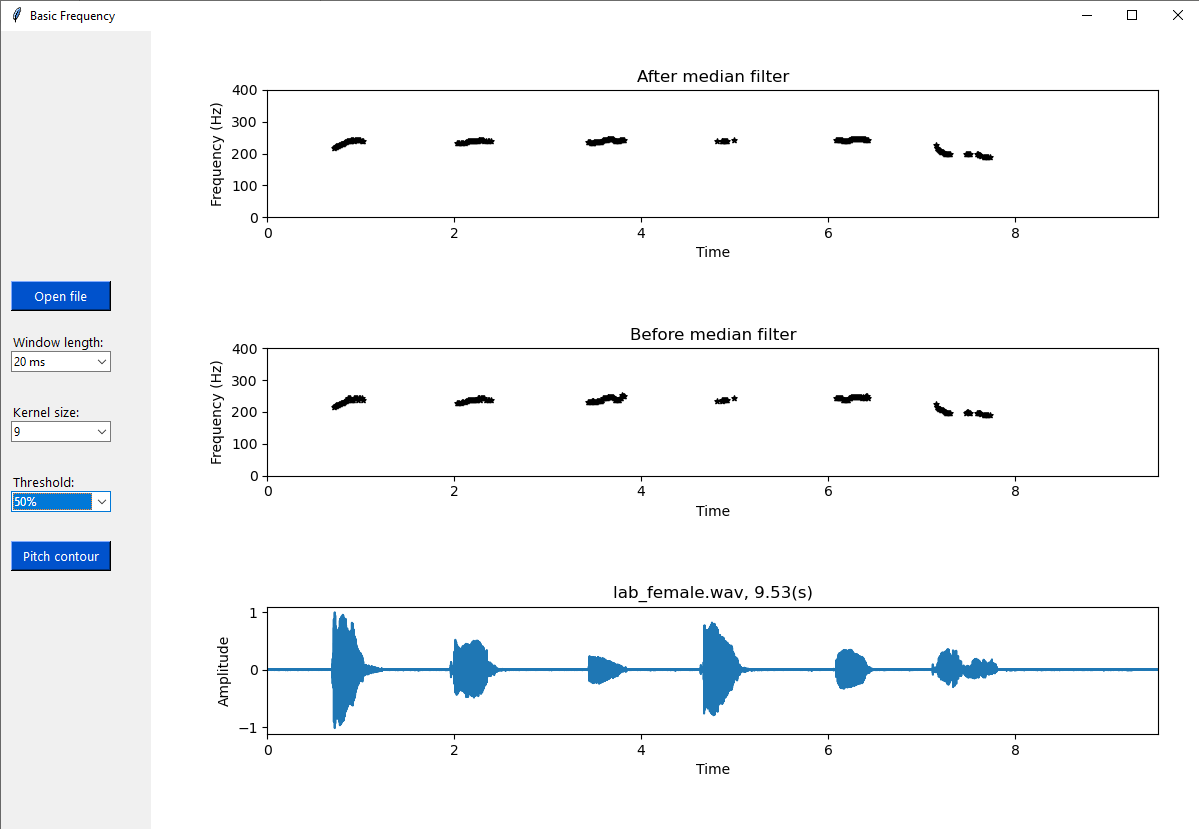 Basic Frequency
Open file
Window length:
20 ms
Kernel size:
9
Threshold:
50%
Pitch contour
After median filter
Frequency (Hz)
400
300
200
100
0
0 2 4 6 8
Time
Before median filter
Frequency (Hz)
400
300
200
100
0
0 2 4 6 8
Time
lab_female.wav, 9.53(s)
Amplitude
1
0
−1
0 2 4 6 8
Time